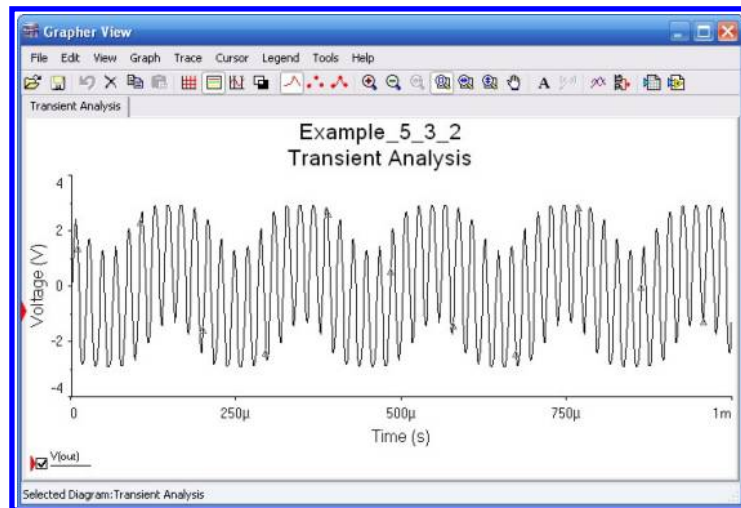 Grapher View
File Edit View Graph Trace Cursor Legend Tools Help
A
Transient Analysis
Example_5_3_2
Transient Analysis
Voltage (V)
4
2
0
-2
-4
0 250μ 500μ 750μ 1m
Time (s)
V(out)
Selected Diagram:Transient Analysis